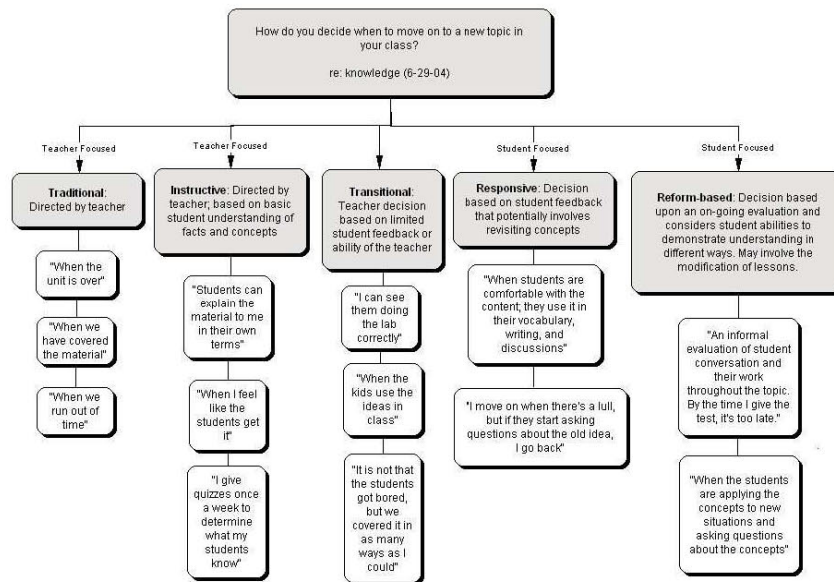 How do you decide when to move on to a new topic in
your class?
re: knowledge (6-29-04)
Teacher Focused
Teacher Focused
Student Focused
Student Focused
Traditional:
Directed by teacher
"When the
unit is over"
"When we
have covered
the material"
"When we
run out of
time"
Instructive: Directed by
teacher; based on basic
student understanding of
facts and concepts
"Students can
explain the
material to me
in their own
terms"
"When I feel
like the
students get
it"
"I give
quizzes once
a week to
determine
what my
students
know"
Transitional:
Teacher decision
based on limited
student feedback or
ability of the teacher
"I can see
them doing
the lab
correctly"
"When the
kids use the
ideas in
class"
"It is not that
the students
got bored,
but we
covered it in
as many
ways as I
could"
Responsive: Decision
based on student feedback
that potentially involves
revisiting concepts
"When students are
comfortable with the
content; they use it in
their vocabulary,
writing, and
discussions"
"I move on when there's a lull,
but if they start asking
questions about the old idea,
I go back"
Reform-based: Decision based
upon an on-going evaluation and
considers student abilities to
demonstrate understanding in
different ways. May involve the
modification of lessons.
"An informal
evaluation of student
conversation and
their work
throughout the topic.
By the time I give the
test, it's too late."
"When the students
are applying the
concepts to new
situations and
asking questions
about the concepts"